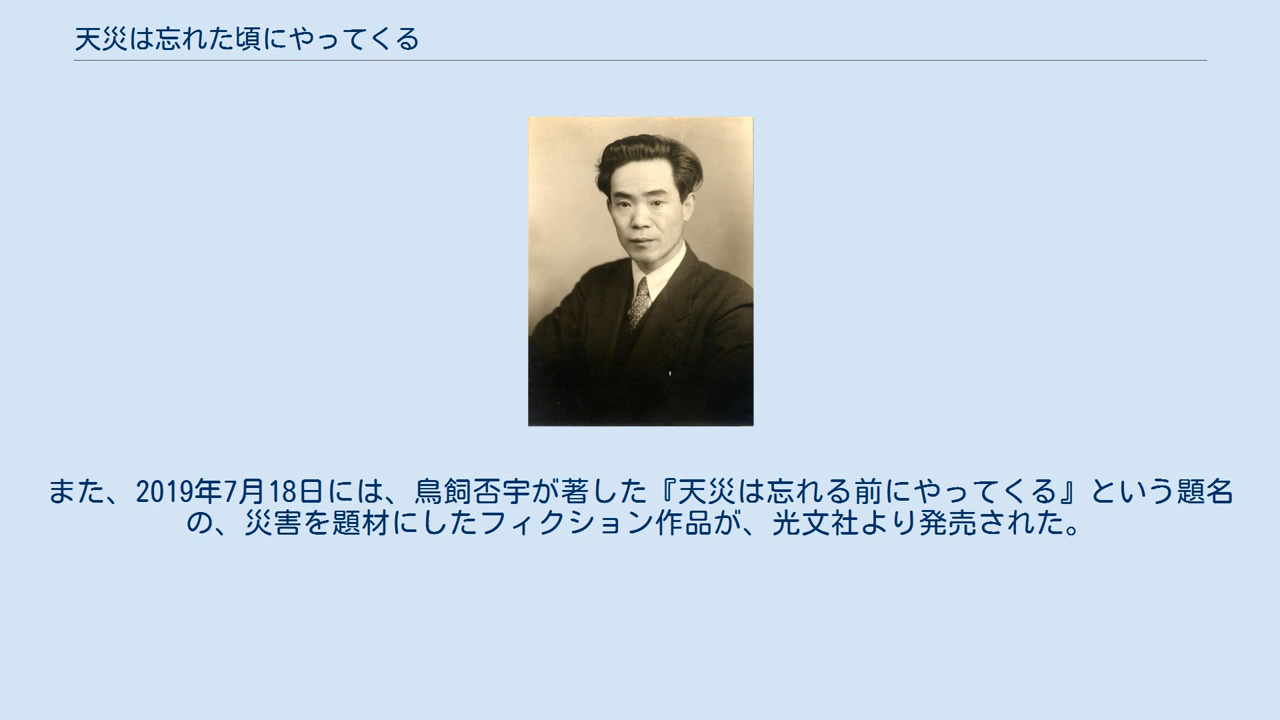 天災は忘れた頃にやってくる
また、2019年7月18日には、鳥飼否宇が著した『天災は忘れる前にやってくる』という題名
の、災害を題材にしたフィクション作品が、光文社より発売された。